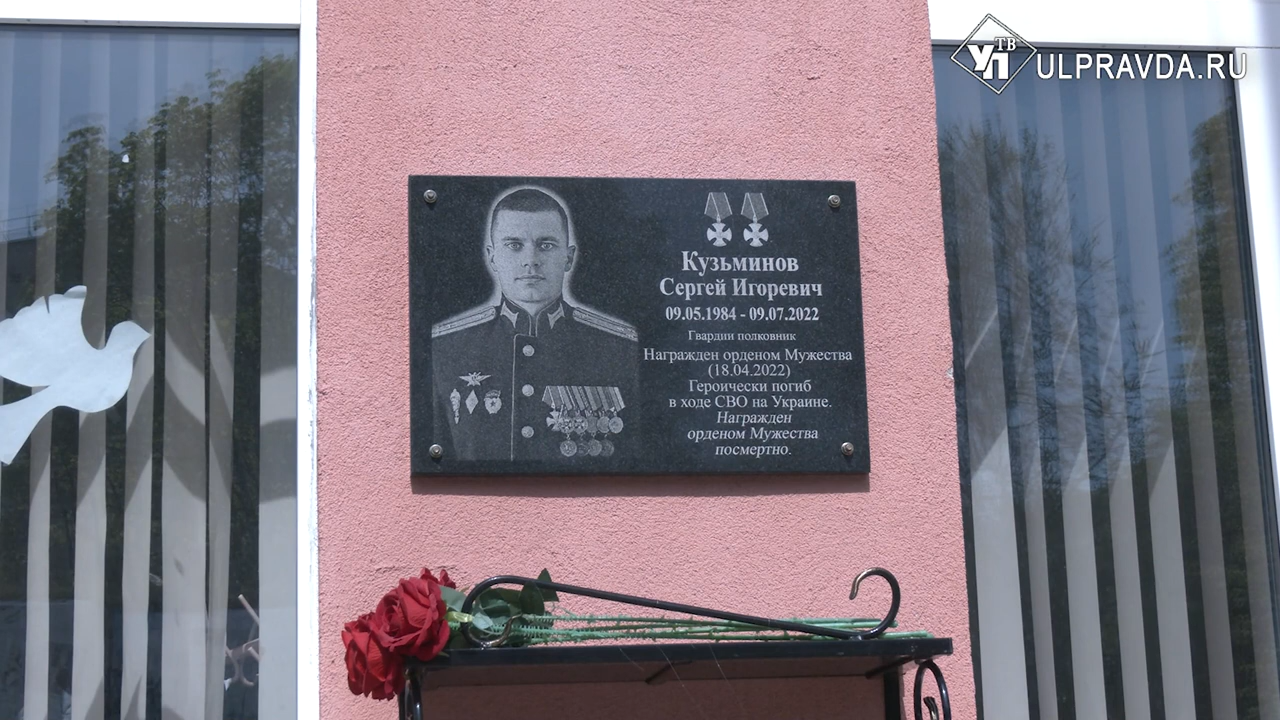 УП ТВ ULPRAVDA.RU
Кузьминов
Сергей Игоревич
09.05.1984 - 09.07.2022
Гвардии полковник
Награжден орденом Мужества
(18.04.2022)
Героически погиб
в ходе СВО на Украине.
Награжден
орденом Мужества
посмертно.